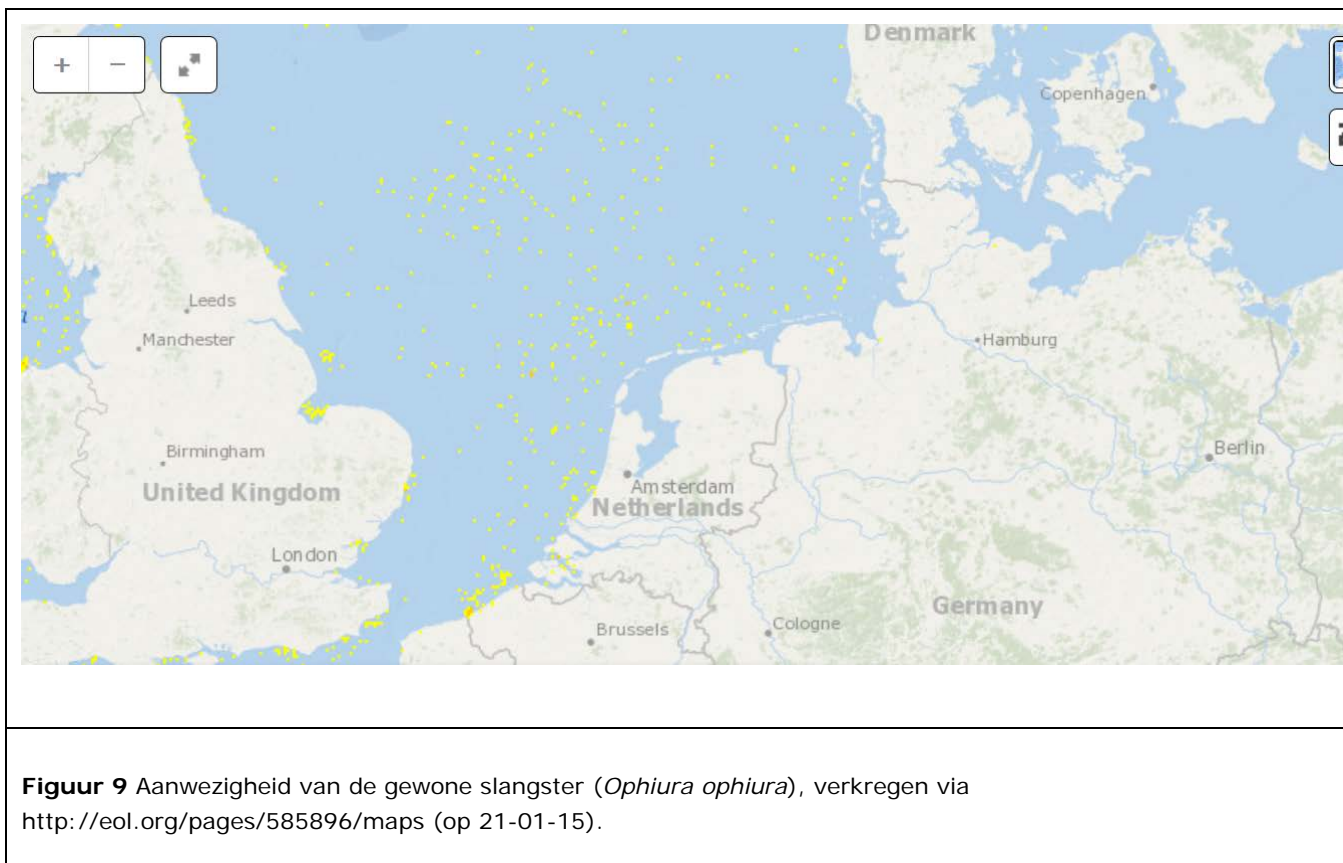 + −
Denmark
Copenhagen
Leeds
Manchester
Hamburg
Birmingham
United Kingdom
Berlin
Amsterdam
Netherlands
London
Germany
Brussels
Cologne
Figuur 9 Aanwezigheid van de gewone slangster (Ophiura ophiura), verkregen via
http://eol.org/pages/585896/maps (op 21-01-15).